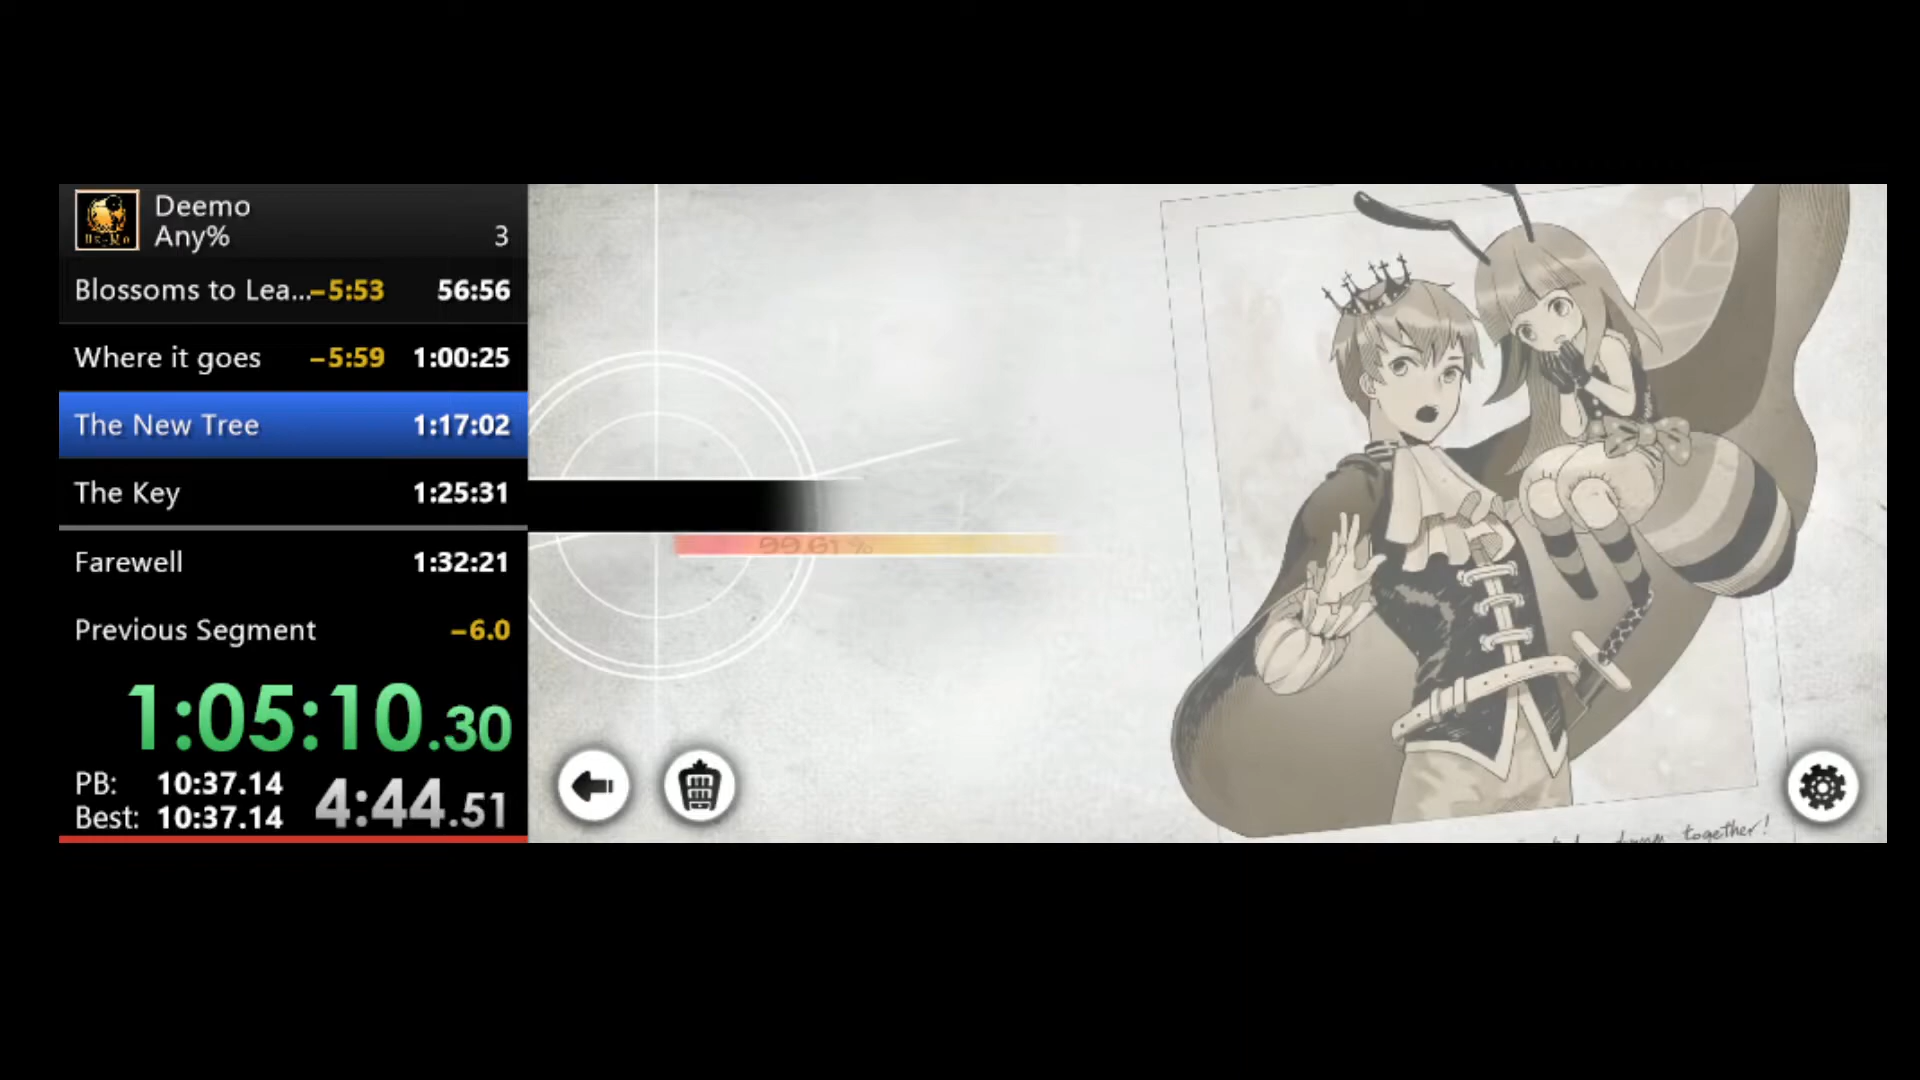 Deemo
Any%
3
Blossoms to Lea... −5:53 56:56
Where it goes −5:59 1:00:25
The New Tree 1:17:02
The Key 1:25:31
Farewell 1:32:21
Previous Segment −6.0
1:05:10.30
PB: 10:37.14
Best: 10:37.14
4:44.51
99.61%
together!